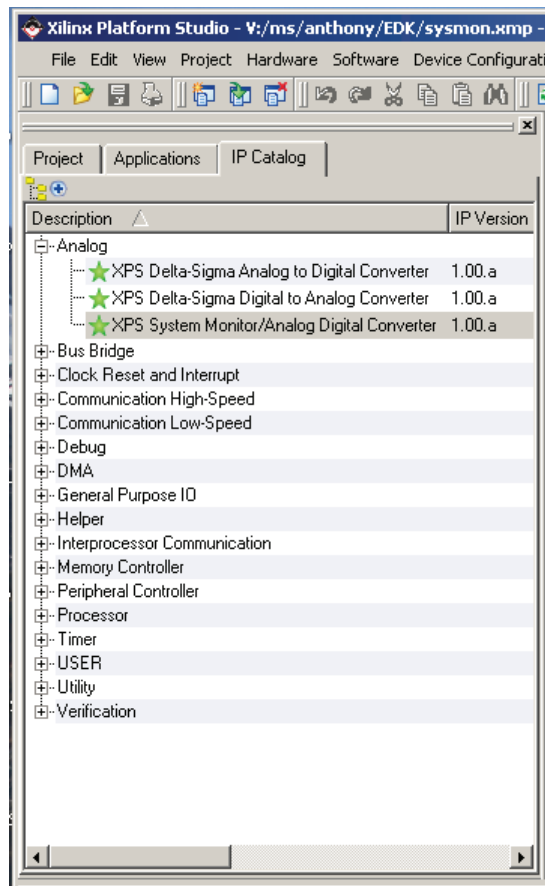 Xilinx Platform Studio - V:/ms/anthony/EDK/sysmon.xmp -
File Edit View Project Hardware Software Device Configurati
Project Applications IP Catalog
Description IP Version
Analog
XPS Delta-Sigma Analog to Digital Converter 1.00.a
XPS Delta-Sigma Digital to Analog Converter 1.00.a
XPS System Monitor/Analog Digital Converter 1.00.a
Bus Bridge
Clock Reset and Interrupt
Communication High-Speed
Communication Low-Speed
Debug
DMA
General Purpose IO
Helper
Interprocessor Communication
Memory Controller
Peripheral Controller
Processor
Timer
USER
Utility
Verification